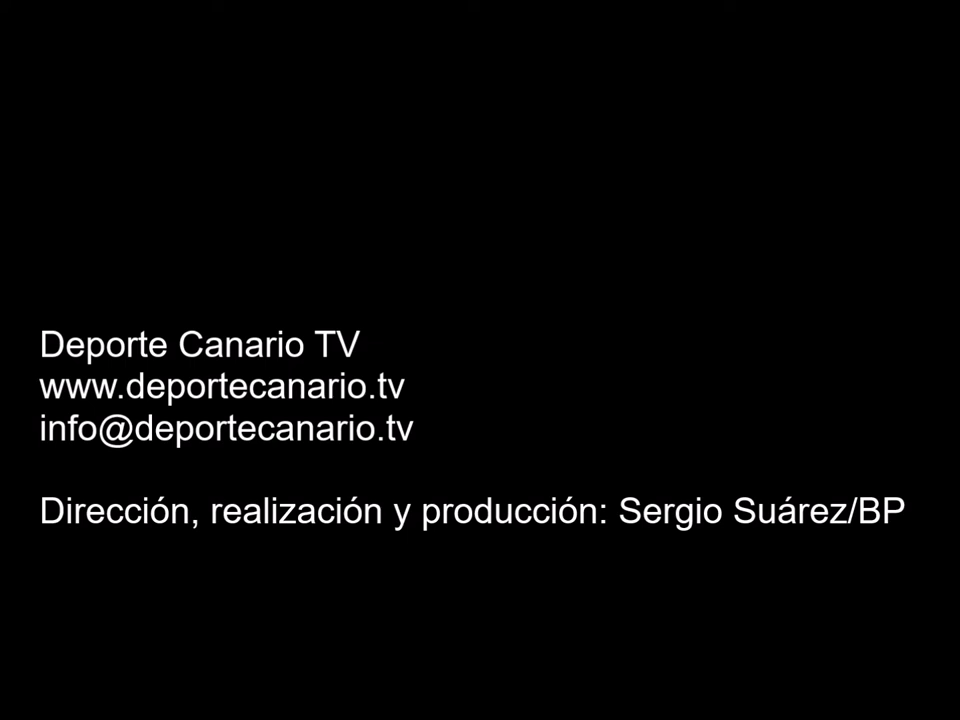 Deporte Canario TV
www.deportecanario.tv
info@deportecanario.tv
Dirección, realización y producción: Sergio Suárez/BP